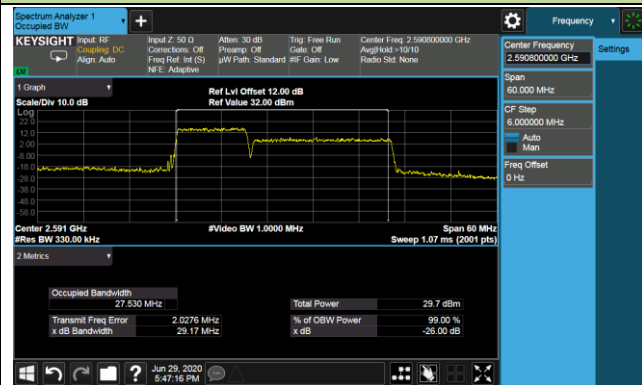 Spectrum Analyzer 1
Occupied BW
+
Frequency
KEYSIGHT Input: RF Input Z: 50 Ω Atten: 30 dB Trig: Free Run Center Freq: 2.590800000 GHz
Coupling: DC Corrections: Off Preamp: Off Gate: Off Avg|Hold:>10/10
Align: Auto Freq Ref: Int (S) µW Path: Standard #IF Gain: Low Radio Std: None
NFE: Adaptive
Center Frequency Settings
2.590800000 GHz
Span
60.000 MHz
CF Step
6.000000 MHz
Auto
Man
Freq Offset
0 Hz
1 Graph
Ref Lvl Offset 12.00 dB
Scale/Div 10.0 dB Ref Value 32.00 dBm
Log
22.0
12.0
2.00
-8.00
-18.0
-28.0
-38.0
-48.0
-58.0
Center 2.591 GHz #Video BW 1.0000 MHz Span 60 MHz
#Res BW 330.00 kHz Sweep 1.07 ms (2001 pts)
2 Metrics
Occupied Bandwidth
27.530 MHz Total Power 29.7 dBm
Transmit Freq Error 2.0276 MHz % of OBW Power 99.00 %
x dB Bandwidth 29.17 MHz x dB -26.00 dB
? Jun 29, 2020
5:47:16 PM